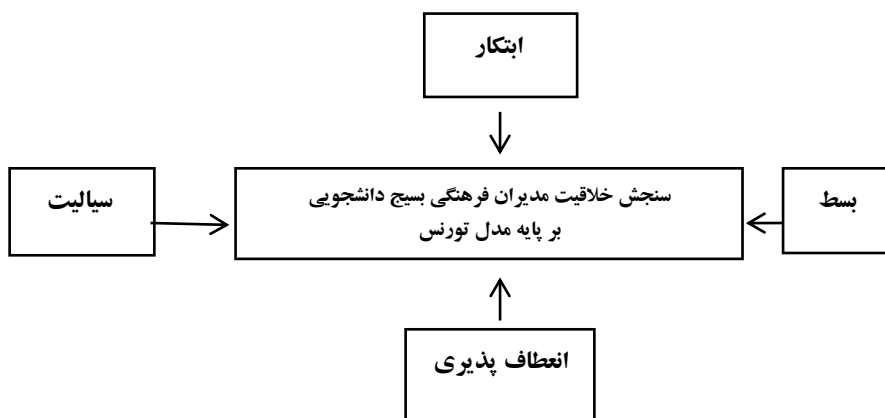 ابتکار
سیالیت
سنجش خلاقیت مدیران فرهنگی بسیج دانشجویی
بر پایه مدل تورنس
بسط
انعطاف پذیری